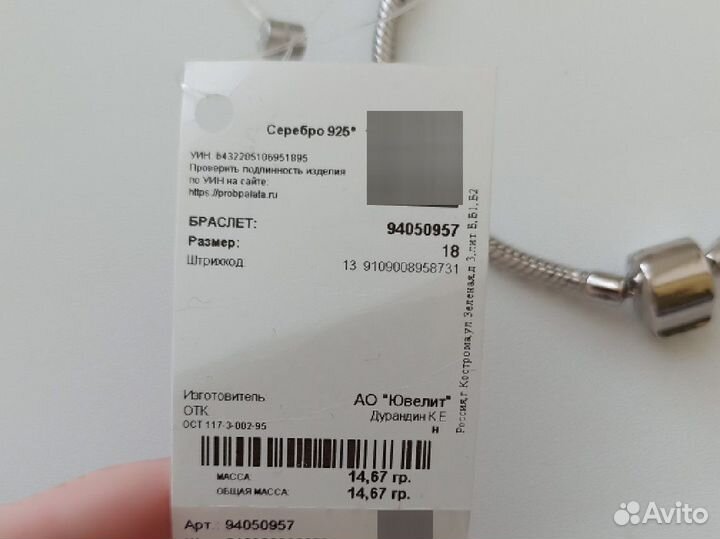 Серебро 925*
УИН: 6432205106951895
Проверить подлинность изделия
по УИН на сайте:
https://probpalata.ru
БРАСЛЕТ: 94050957
Размер: 18
Штрихкод: 13 9109008958731
Изготовитель АО "Ювелит"
ОТК Дурандин К.Е
ОСТ 117-3-002-95 н
МАССА: 14,67 гр.
ОБЩАЯ МАССА: 14,67 гр.
Арт.: 94050957
Россия,г.Кострома,ул.Зеленая,д 3,лит Б,Б1,Б2
Avito